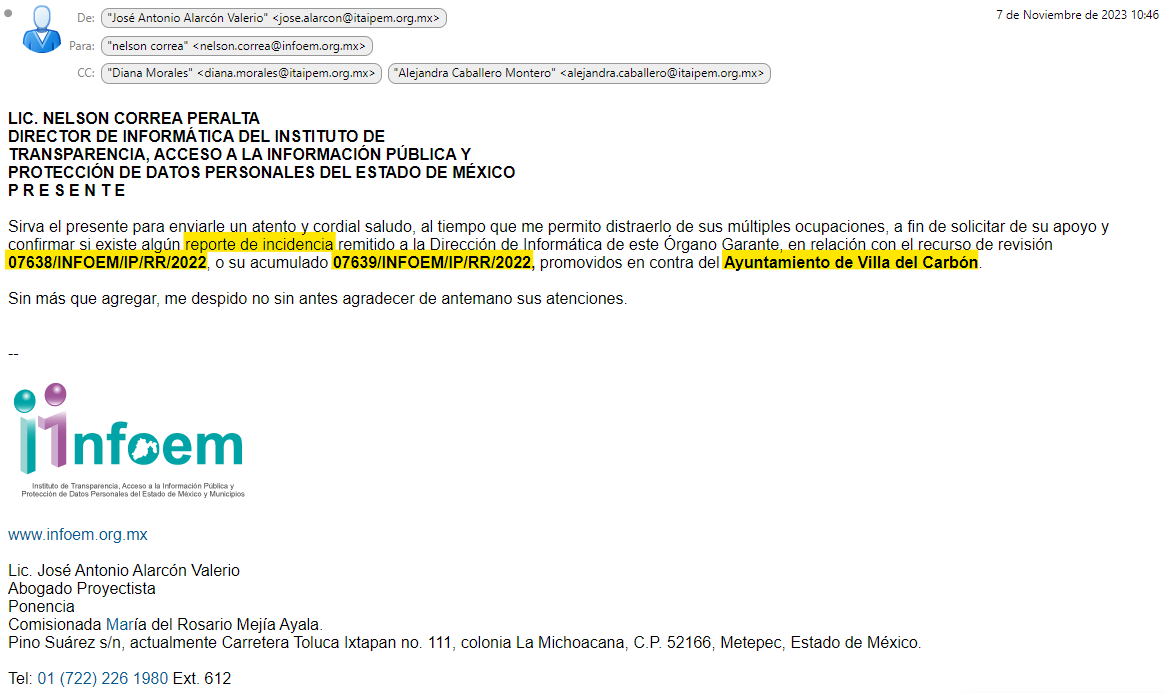 De: "José Antonio Alarcón Valerio" <jose.alarcon@itaipem.org.mx> 7 de Noviembre de 2023 10:46
Para: "nelson correa" <nelson.correa@infoem.org.mx>
CC: "Diana Morales" <diana.morales@itaipem.org.mx> "Alejandra Caballero Montero" <alejandra.caballero@itaipem.org.mx>
LIC. NELSON CORREA PERALTA
DIRECTOR DE INFORMÁTICA DEL INSTITUTO DE
TRANSPARENCIA, ACCESO A LA INFORMACIÓN PÚBLICA Y
PROTECCIÓN DE DATOS PERSONALES DEL ESTADO DE MÉXICO
P R E S E N T E
Sirva el presente para enviarle un atento y cordial saludo, al tiempo que me permito distraerlo de sus múltiples ocupaciones, a fin de solicitar de su apoyo y
confirmar si existe algún reporte de incidencia remitido a la Dirección de Informática de este Órgano Garante, en relación con el recurso de revisión
07638/INFOEM/IP/RR/2022, o su acumulado 07639/INFOEM/IP/RR/2022, promovidos en contra del Ayuntamiento de Villa del Carbón.
Sin más que agregar, me despido no sin antes agradecer de antemano sus atenciones.
--
infoem
Instituto de Transparencia, Acceso a la Información Pública y
Protección de Datos Personales del Estado de México y Municipios
www.infoem.org.mx
Lic. José Antonio Alarcón Valerio
Abogado Proyectista
Ponencia
Comisionada María del Rosario Mejía Ayala.
Pino Suárez s/n, actualmente Carretera Toluca Ixtapan no. 111, colonia La Michoacana, C.P. 52166, Metepec, Estado de México.
Tel: 01 (722) 226 1980 Ext. 612